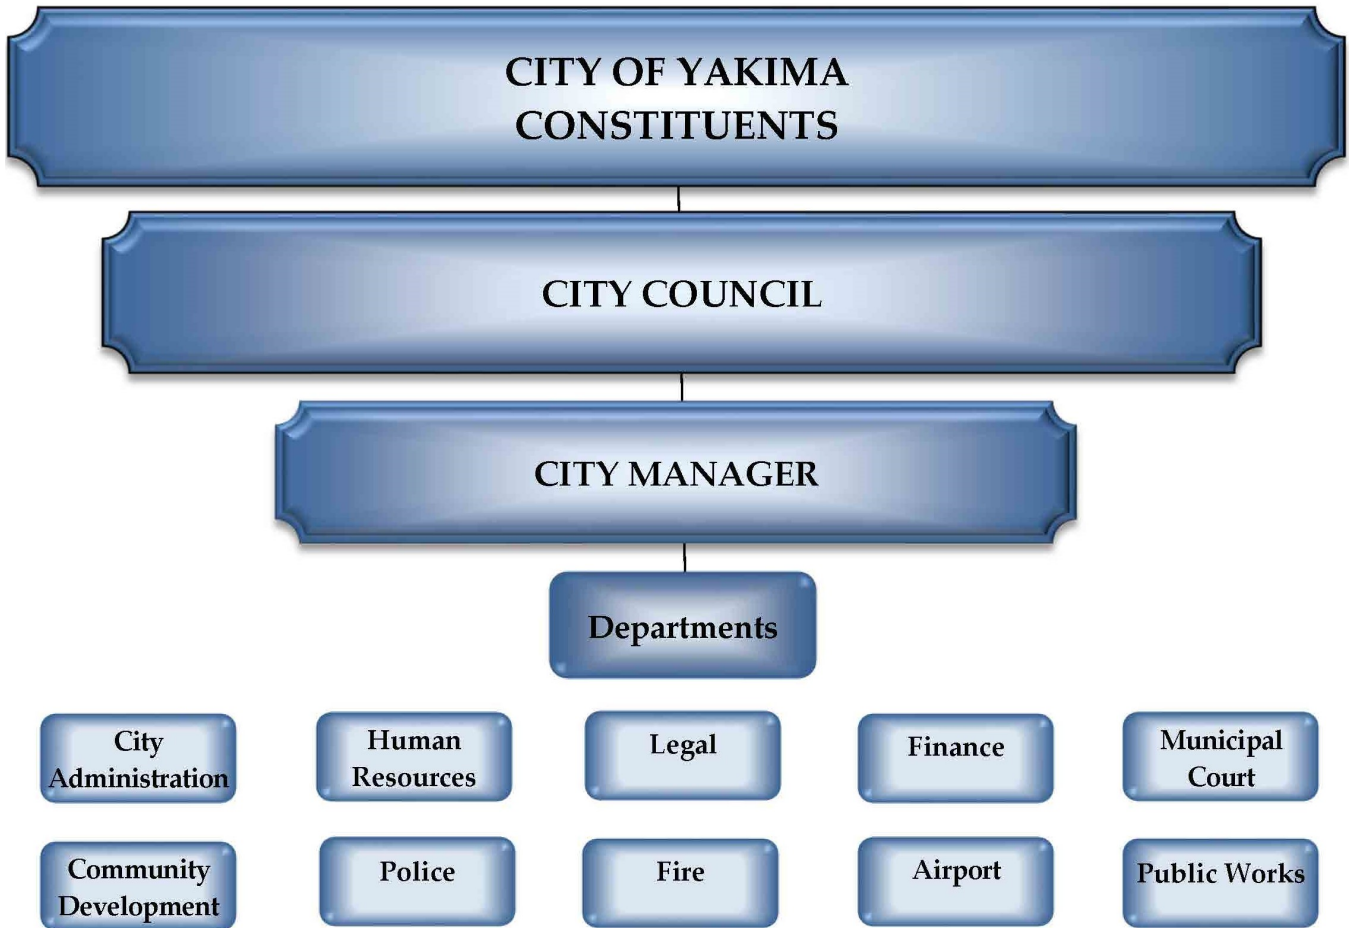 CITY OF YAKIMA
CONSTITUENTS
CITY COUNCIL
CITY MANAGER
Departments
City
Administration
Human
Resources
Legal
Finance
Municipal
Court
Community
Development
Police
Fire
Airport
Public Works